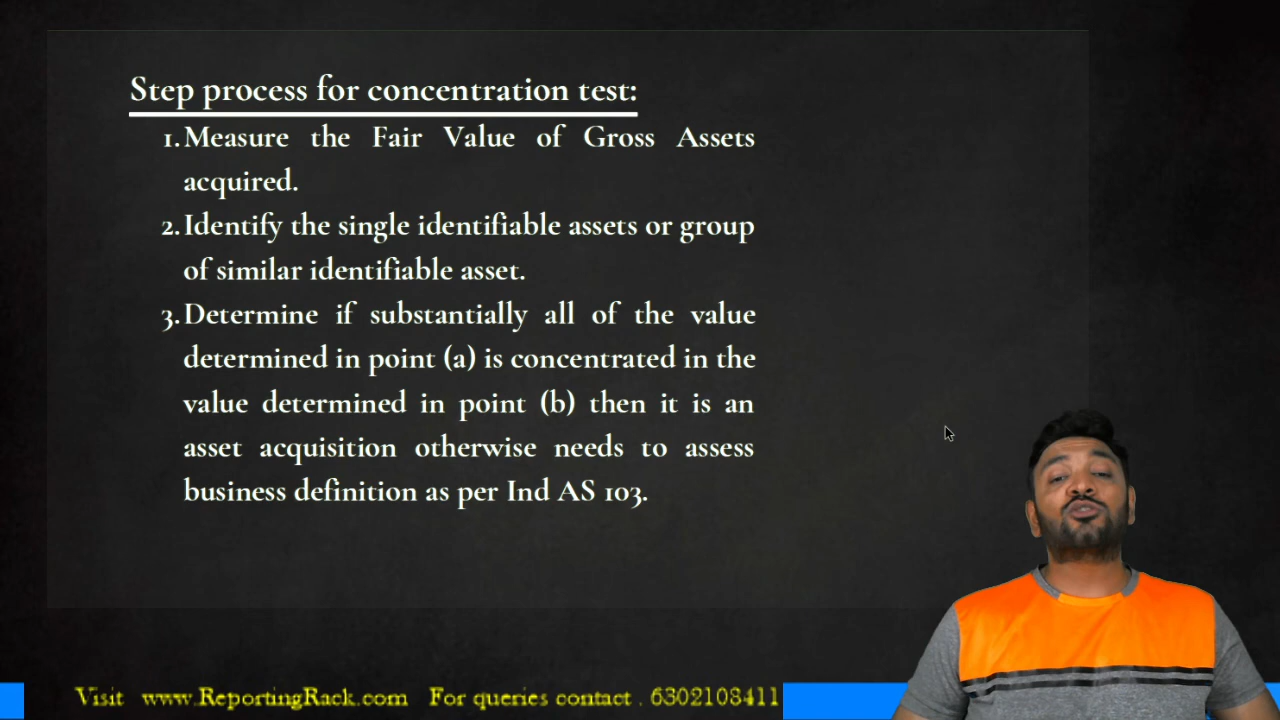 Step process for concentration test:
1. Measure the Fair Value of Gross Assets
acquired.
2. Identify the single identifiable assets or group
of similar identifiable asset.
3. Determine if substantially all of the value
determined in point (a) is concentrated in the
value determined in point (b) then it is an
asset acquisition otherwise needs to assess
business definition as per Ind AS 103.
Visit www.ReportingRack.com For queries contact . 6302108411